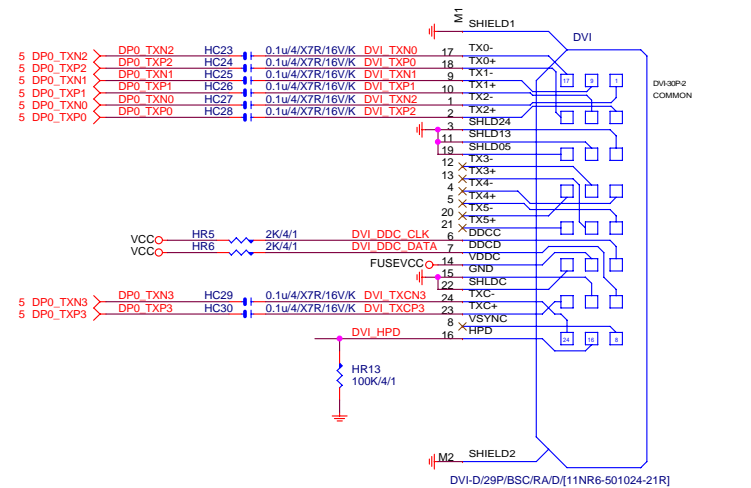 M1
SHIELD1
DVI
5 DP0_TXN2 DP0_TXN2 HC23 0.1u/4/X7R/16V/K DVI_TXN0 17 TX0-
5 DP0_TXP2 DP0_TXP2 HC24 0.1u/4/X7R/16V/K DVI_TXP0 18 TX0+
5 DP0_TXN1 DP0_TXN1 HC25 0.1u/4/X7R/16V/K DVI_TXN1 9 TX1-
5 DP0_TXP1 DP0_TXP1 HC26 0.1u/4/X7R/16V/K DVI_TXP1 10 TX1+
5 DP0_TXN0 DP0_TXN0 HC27 0.1u/4/X7R/16V/K DVI_TXN2 1 TX2-
5 DP0_TXP0 DP0_TXP0 HC28 0.1u/4/X7R/16V/K DVI_TXP2 2 TX2+
17 9 1
DVI-30P-2
COMMON
3 SHLD24
11 SHLD13
19 SHLD05
12 TX3-
13 TX3+
4 TX4-
5 TX4+
20 TX5-
21 TX5+
VCC HR5 2K/4/1 DVI_DDC_CLK 6 DDCC
VCC HR6 2K/4/1 DVI_DDC_DATA 7 DDCD
FUSEVCC 14 VDDC
15 GND
22 SHLDC
5 DP0_TXN3 DP0_TXN3 HC29 0.1u/4/X7R/16V/K DVI_TXCN3 24 TXC-
5 DP0_TXP3 DP0_TXP3 HC30 0.1u/4/X7R/16V/K DVI_TXCP3 23 TXC+
8 VSYNC
DVI_HPD 16 HPD
24 16 8
HR13
100K/4/1
M2 SHIELD2
DVI-D/29P/BSC/RA/D/[11NR6-501024-21R]